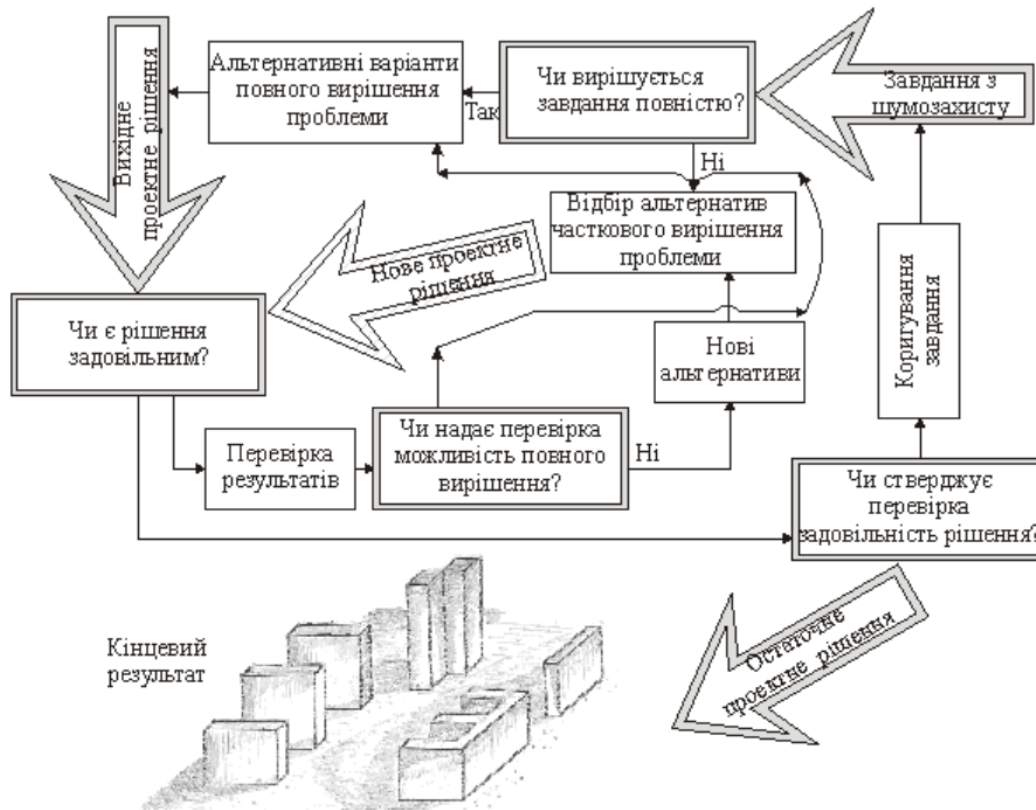 Вихідне
проектне рішення
Альтернативні варіанти
повного вирішення
проблеми
Так
Чи вирішується
завдання повністю?
Завдання з
шумозахисту
Ні
Відбір альтернатив
часткового вирішення
проблеми
Нове проектне
рішення
Чи є рішення
задовільним?
Нові
альтернативи
Коригування
завдання
Перевірка
результатів
Чи надає перевірка
можливість повного
вирішення?
Ні
Чи стверджує
перевірка
задовільність рішення?
Кінцевий
результат
Остаточне
проектне рішення